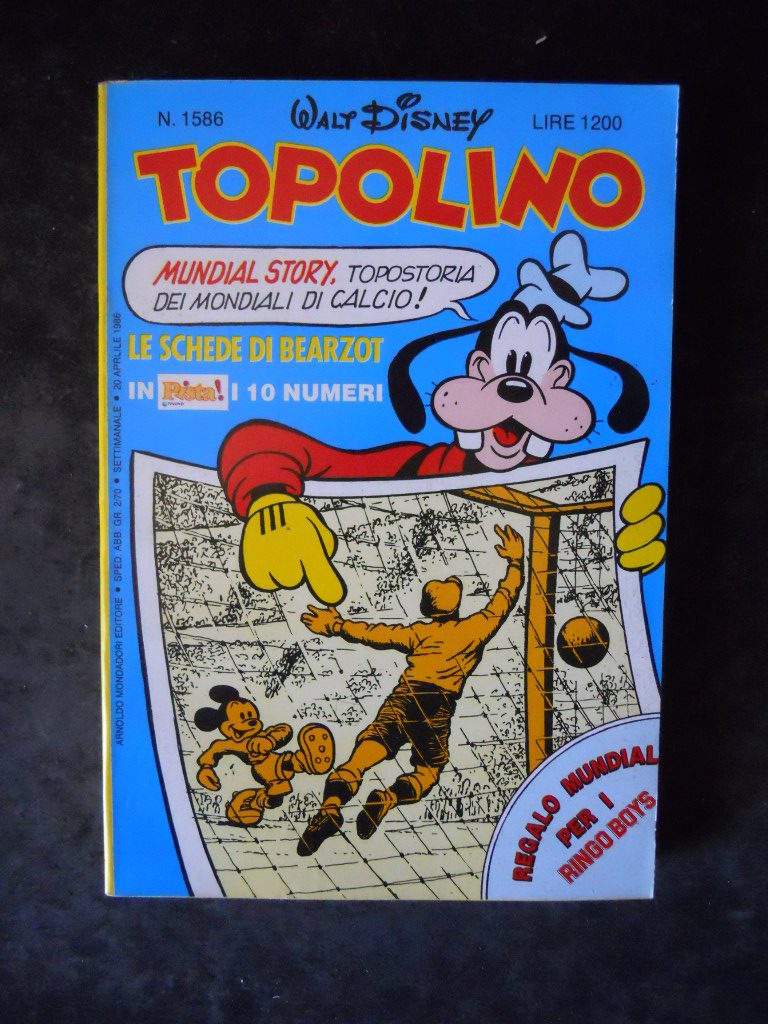 N. 1586
WALT DISNEY
LIRE 1200
TOPOLINO
MUNDIAL STORY, TOPOSTORIA
DEI MONDIALI DI CALCIO!
LE SCHEDE DI BEARZOT
IN Pista! I 10 NUMERI
ARNOLDO MONDADORI EDITORE • SPED. ABB. GR. 2/70 • SETTIMANALE • 20 APRLILE 1986
REGALO MUNDIAL
PER I
RINGO BOYS